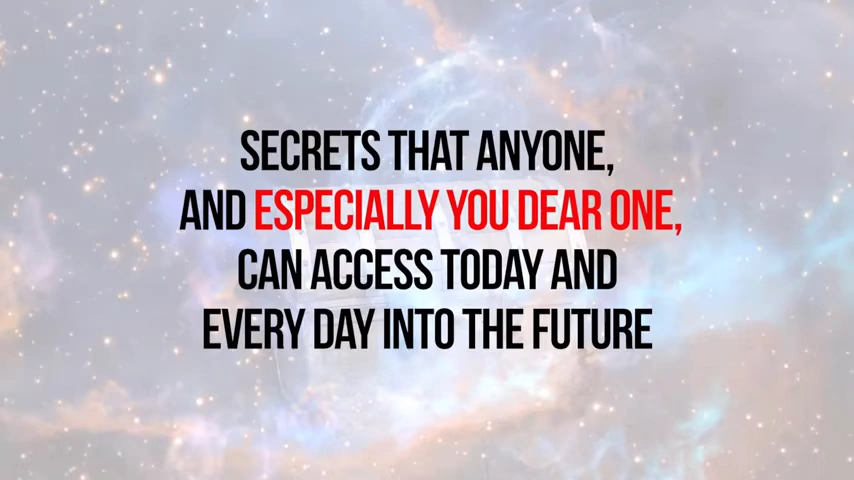 SECRETS THAT ANYONE,
AND ESPECIALLY YOU DEAR ONE,
CAN ACCESS TODAY AND
EVERY DAY INTO THE FUTURE